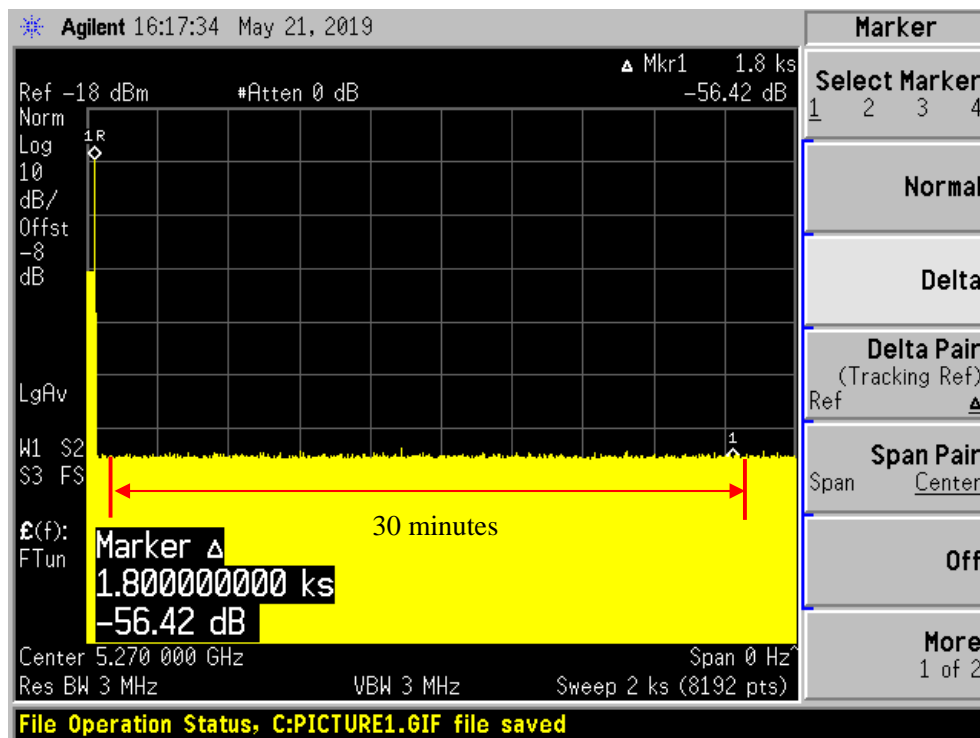 Agilent 16:17:34 May 21, 2019
Marker
Δ Mkr1 1.8 ks
Ref -18 dBm #Atten 0 dB -56.42 dB
Norm
Log
10
dB/
Offst
-8
dB
1R
LgAv
W1 S2
S3 FS
1
30 minutes
£(f):
FTun
Marker Δ
1.800000000 ks
-56.42 dB
Center 5.270 000 GHz Span 0 Hz^
Res BW 3 MHz VBW 3 MHz Sweep 2 ks (8192 pts)
File Operation Status, C:PICTURE1.GIF file saved
Select Marker
1 2 3 4
Normal
Delta
Delta Pair
(Tracking Ref)
Ref Δ
Span Pair
Span Center
Off
More
1 of 2